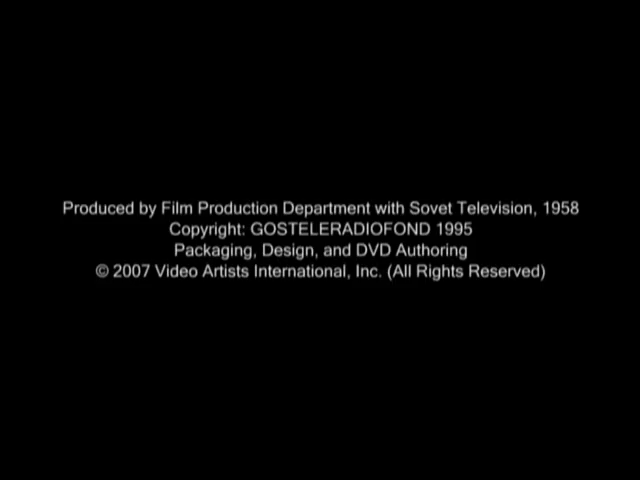 Produced by Film Production Department with Sovet Television, 1958
Copyright: GOSTELERADIOFOND 1995
Packaging, Design, and DVD Authoring
© 2007 Video Artists International, Inc. (All Rights Reserved)